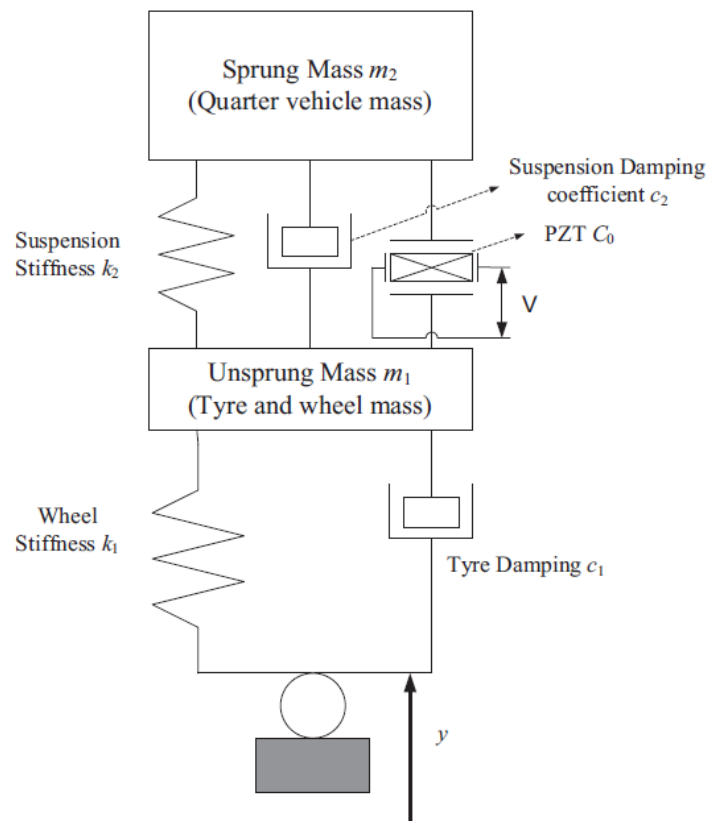 Sprung Mass m₂
(Quarter vehicle mass)
Suspension Damping
coefficient c₂
PZT C₀
Suspension
Stiffness k₂
V
Unsprung Mass m₁
(Tyre and wheel mass)
Wheel
Stiffness k₁
Tyre Damping c₁
y